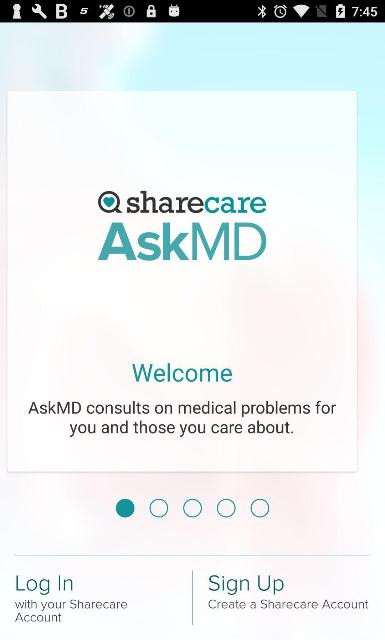 7:45
sharecare
AskMD
Welcome
AskMD consults on medical problems for
you and those you care about.
Log In
with your Sharecare
Account
Sign Up
Create a Sharecare Account